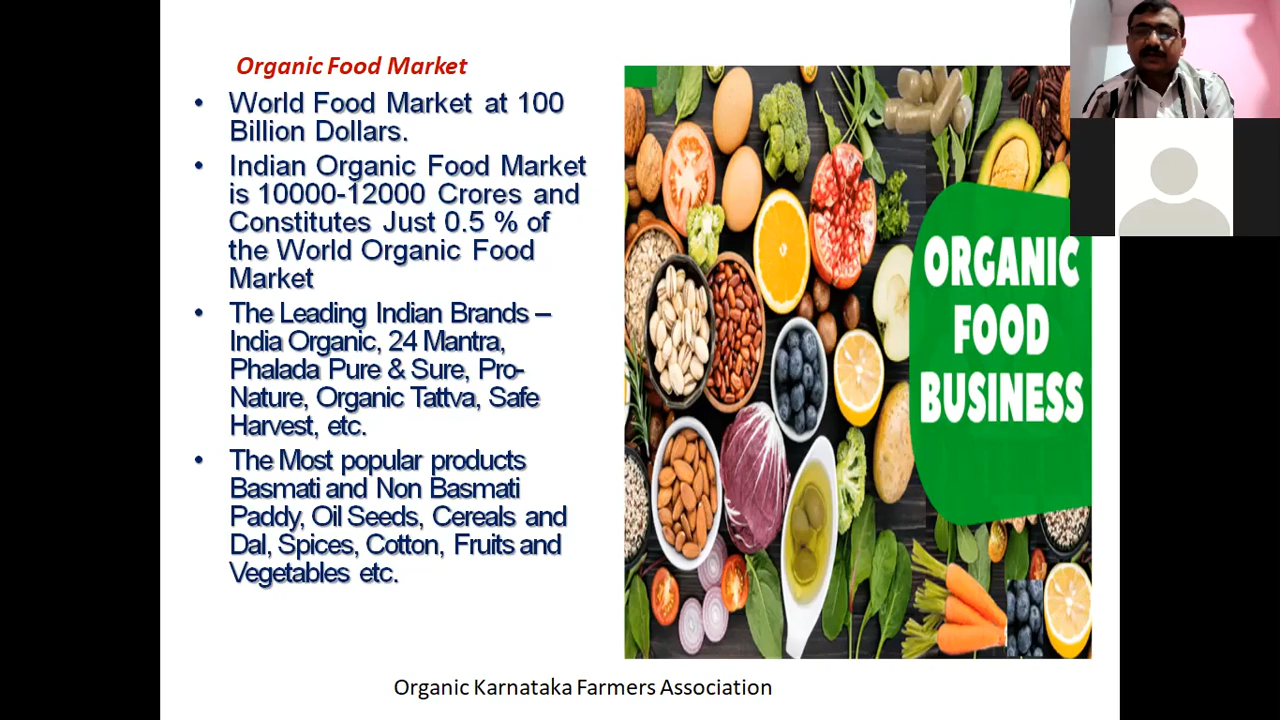 Organic Food Market
• World Food Market at 100
Billion Dollars.
• Indian Organic Food Market
is 10000-12000 Crores and
Constitutes Just 0.5 % of
the World Organic Food
Market
• The Leading Indian Brands –
India Organic, 24 Mantra,
Phalada Pure & Sure, Pro-
Nature, Organic Tattva, Safe
Harvest, etc.
• The Most popular products
Basmati and Non Basmati
Paddy, Oil Seeds, Cereals and
Dal, Spices, Cotton, Fruits and
Vegetables etc.
ORGANIC
FOOD
BUSINESS
Organic Karnataka Farmers Association